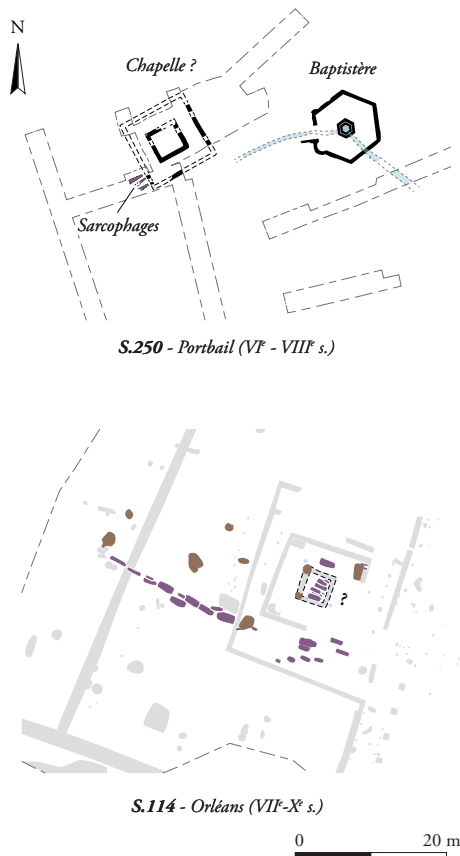 N
Chapelle ?
Baptistère
Sarcophages
S.250 - Portbail (VIᵉ - VIIIᵉ s.)
?
S.114 - Orléans (VIIᵉ-Xᵉ s.)
0 20 m